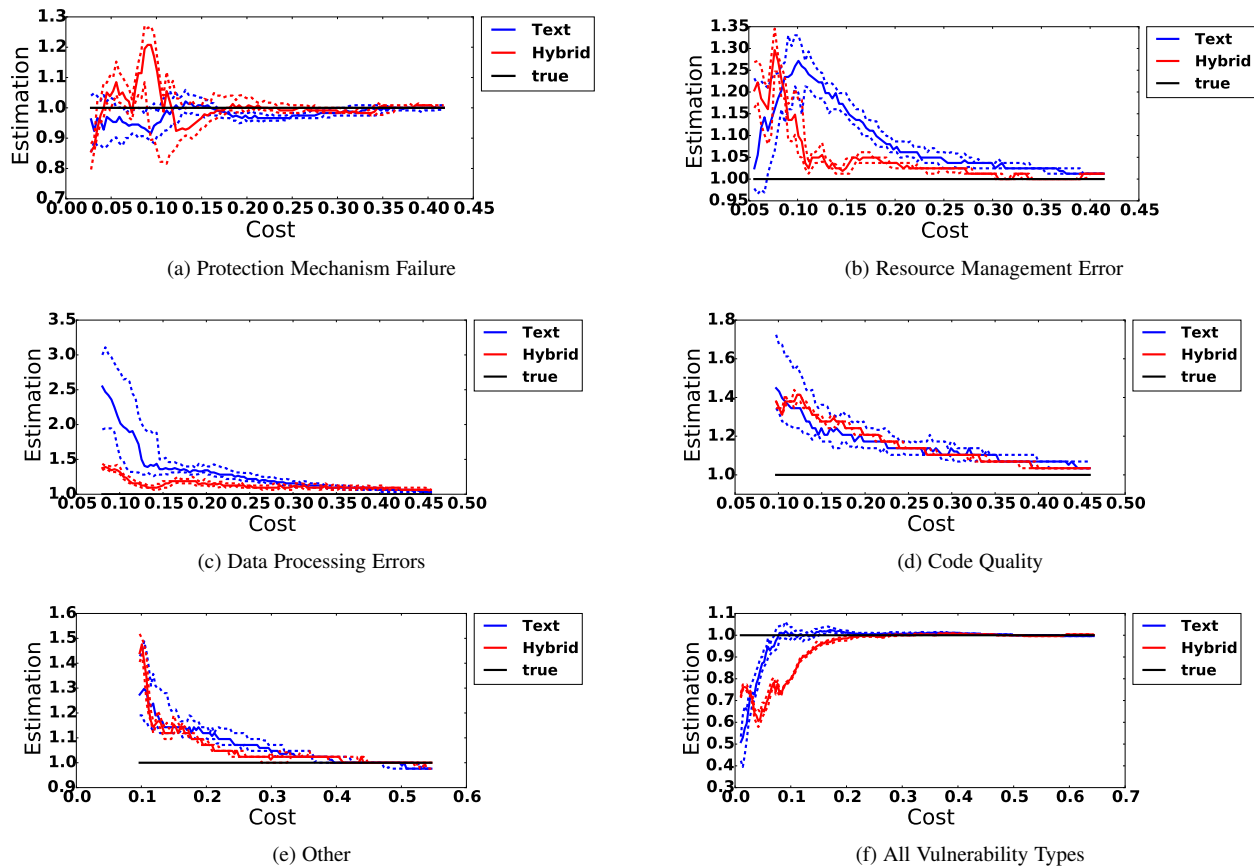 1.3
1.2
1.1
1.0
0.9
0.8
0.7
0.00 0.05 0.10 0.15 0.20 0.25 0.30 0.35 0.40 0.45
Cost
Estimation
Text
Hybrid
true
(a) Protection Mechanism Failure
1.35
1.30
1.25
1.20
1.15
1.10
1.05
1.00
0.95
0.05 0.10 0.15 0.20 0.25 0.30 0.35 0.40 0.45
Cost
Estimation
Text
Hybrid
true
(b) Resource Management Error
3.5
3.0
2.5
2.0
1.5
1.0
0.05 0.10 0.15 0.20 0.25 0.30 0.35 0.40 0.45 0.50
Cost
Estimation
Text
Hybrid
true
(c) Data Processing Errors
1.8
1.6
1.4
1.2
1.0
0.05 0.10 0.15 0.20 0.25 0.30 0.35 0.40 0.45 0.50
Cost
Estimation
Text
Hybrid
true
(d) Code Quality
1.6
1.5
1.4
1.3
1.2
1.1
1.0
0.9
0.0 0.1 0.2 0.3 0.4 0.5 0.6
Cost
Estimation
Text
Hybrid
true
(e) Other
1.1
1.0
0.9
0.8
0.7
0.6
0.5
0.4
0.3
0.0 0.1 0.2 0.3 0.4 0.5 0.6 0.7
Cost
Estimation
Text
Hybrid
true
(f) All Vulnerability Types